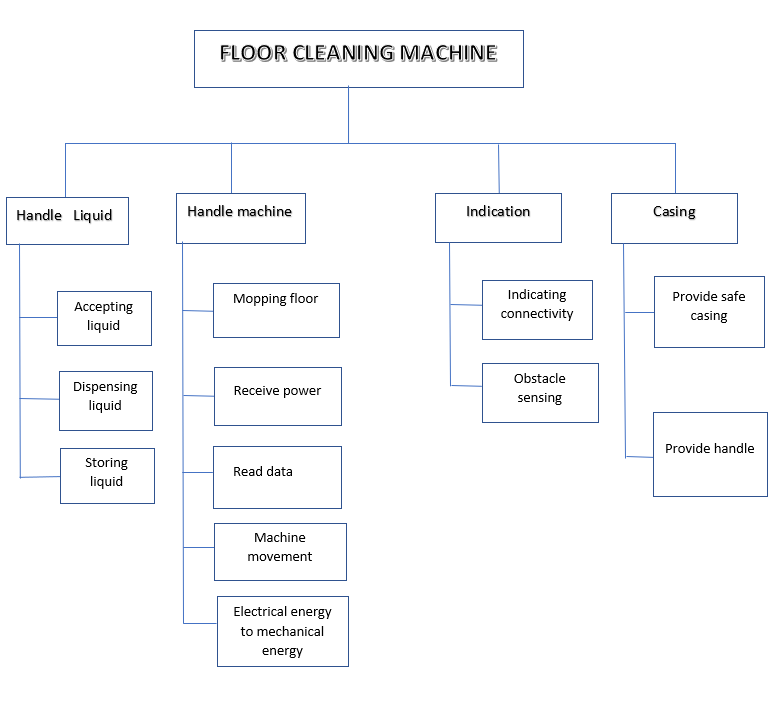 FLOOR CLEANING MACHINE
Handle Liquid
Handle machine
Indication
Casing
Accepting
liquid
Dispensing
liquid
Storing
liquid
Mopping floor
Receive power
Read data
Machine
movement
Electrical energy
to mechanical
energy
Indicating
connectivity
Obstacle
sensing
Provide safe
casing
Provide handle